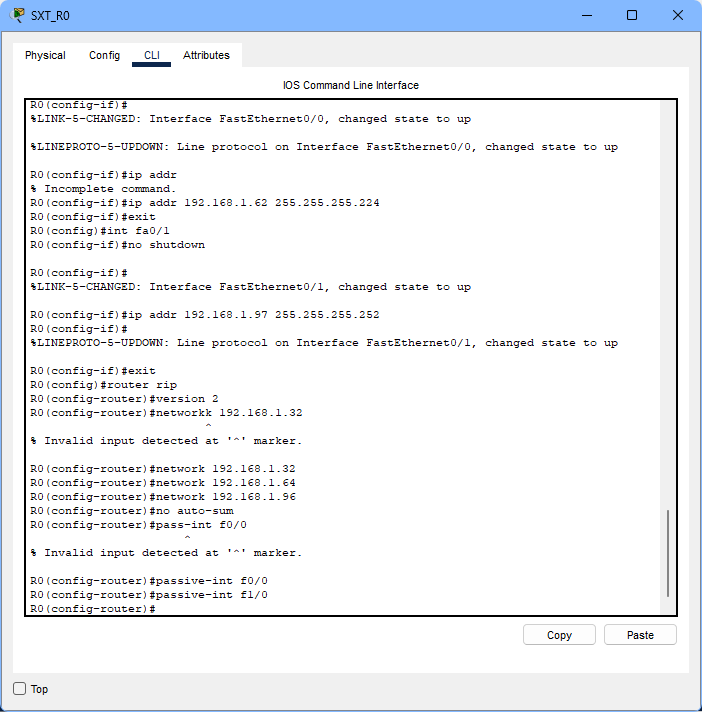 SXT_R0
Physical Config CLI Attributes
IOS Command Line Interface
R0(config-if)#
%LINK-5-CHANGED: Interface FastEthernet0/0, changed state to up
%LINEPROTO-5-UPDOWN: Line protocol on Interface FastEthernet0/0, changed state to up
R0(config-if)#ip addr
% Incomplete command.
R0(config-if)#ip addr 192.168.1.62 255.255.255.224
R0(config-if)#exit
R0(config)#int fa0/1
R0(config-if)#no shutdown
R0(config-if)#
%LINK-5-CHANGED: Interface FastEthernet0/1, changed state to up
R0(config-if)#ip addr 192.168.1.97 255.255.255.252
R0(config-if)#
%LINEPROTO-5-UPDOWN: Line protocol on Interface FastEthernet0/1, changed state to up
R0(config-if)#exit
R0(config)#router rip
R0(config-router)#version 2
R0(config-router)#networkk 192.168.1.32
^
% Invalid input detected at '^' marker.
R0(config-router)#network 192.168.1.32
R0(config-router)#network 192.168.1.64
R0(config-router)#network 192.168.1.96
R0(config-router)#no auto-sum
R0(config-router)#pass-int f0/0
^
% Invalid input detected at '^' marker.
R0(config-router)#passive-int f0/0
R0(config-router)#passive-int f1/0
R0(config-router)#
Copy Paste
Top